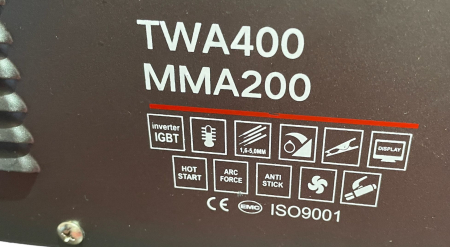 TWA400
MMA200
inverter IGBT
1,6-5,0MM
DISPLAY
HOT START
ARC FORCE
ANTI STICK
CE EMC ISO9001